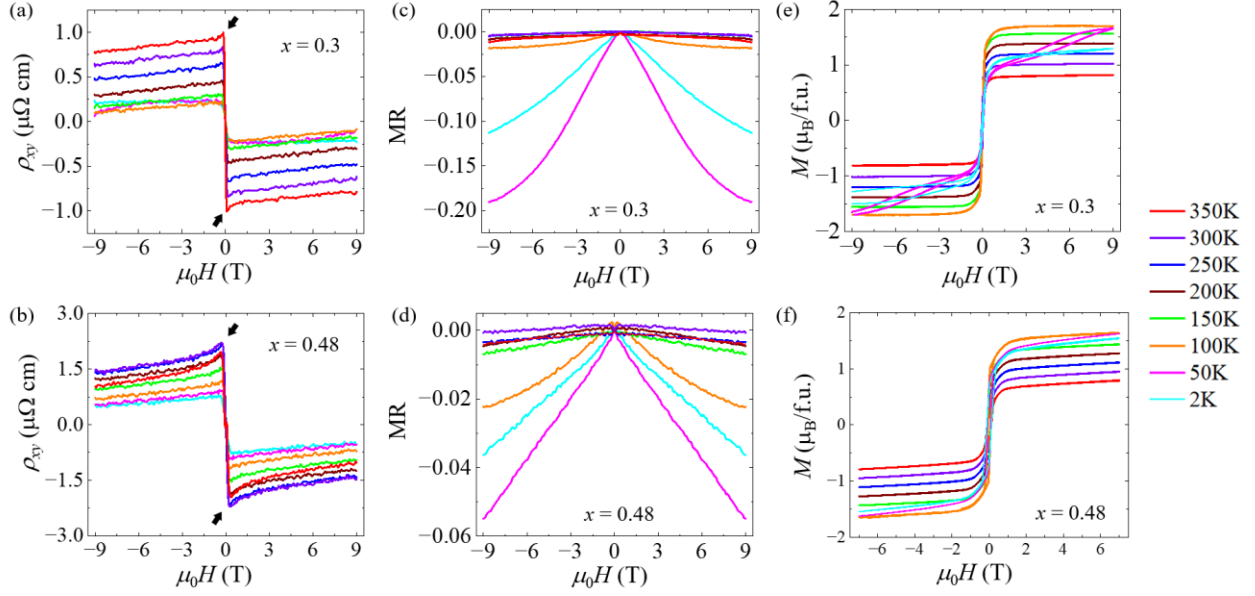 (a)
1.0
0.5
0.0
−0.5
−1.0
ρxy (μΩ cm)
x = 0.3
−9 −6 −3 0 3 6 9
μ0H (T)
(c)
0.00
−0.05
−0.10
−0.15
−0.20
MR
x = 0.3
−9 −6 −3 0 3 6 9
μ0H (T)
(e)
2
1
0
−1
−2
M (μB/f.u.)
x = 0.3
−9 −6 −3 0 3 6 9
μ0H (T)
(b)
3.0
1.5
0.0
−1.5
−3.0
ρxy (μΩ cm)
x = 0.48
−9 −6 −3 0 3 6 9
μ0H (T)
(d)
0.00
−0.02
−0.04
−0.06
MR
x = 0.48
−9 −6 −3 0 3 6 9
μ0H (T)
(f)
2
1
0
−1
−2
M (μB/f.u.)
x = 0.48
−6 −4 −2 0 2 4 6
μ0H (T)
350K
300K
250K
200K
150K
100K
50K
2K